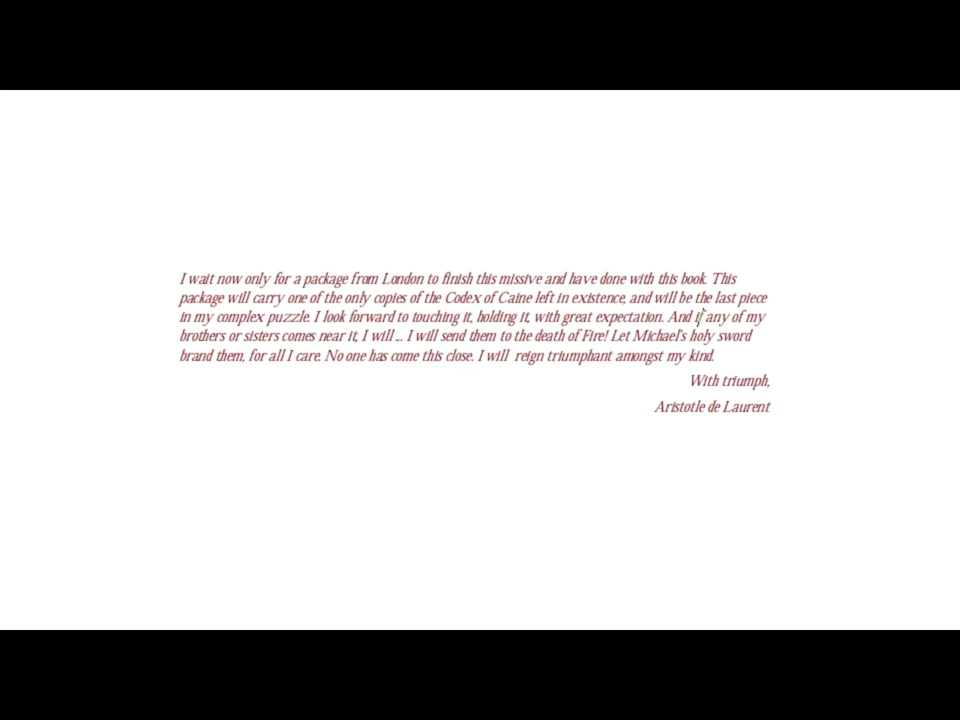 I wait now only for a package from London to finish this missive and have done with this book. This
package will carry one of the only copies of the Codex of Caine left in existence, and will be the last piece
in my complex puzzle. I look forward to touching it, holding it, with great expectation. And if any of my
brothers or sisters comes near it, I will ... I will send them to the death of Fire! Let Michael's holy sword
brand them, for all I care. No one has come this close. I will reign triumphant amongst my kind.
With triumph,
Aristotle de Laurent